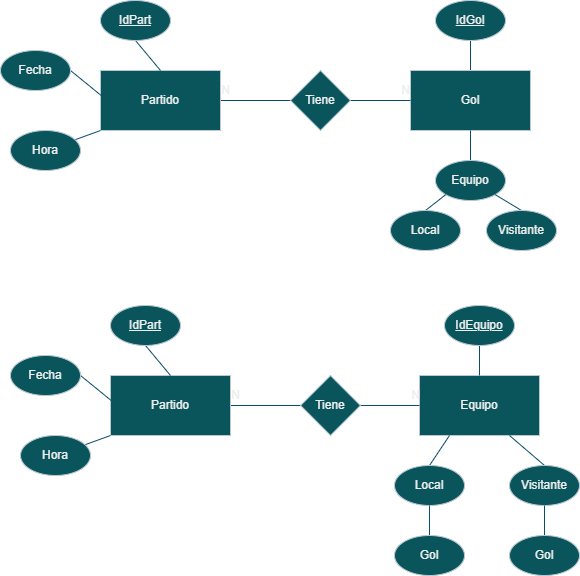 IdPart
IdGol
Fecha
Partido
N
Tiene
N
Gol
Hora
Equipo
Local
Visitante
IdPart
IdEquipo
Fecha
Partido
N
Tiene
N
Equipo
Hora
Local
Visitante
Gol
Gol